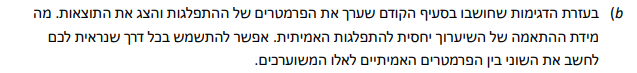 b) בעזרת הדגימות שחושבו בסעיף הקודם שערך את הפרמטרים של ההתפלגות והצג את התוצאות. מה
מידת ההתאמה של השיערוך יחסית להתפלגות האמיתית. אפשר להתשמש בכל דרך שנראית לכם
לחשב את השוני בין הפרמטרים האמיתיים לאלו המשוערכים.